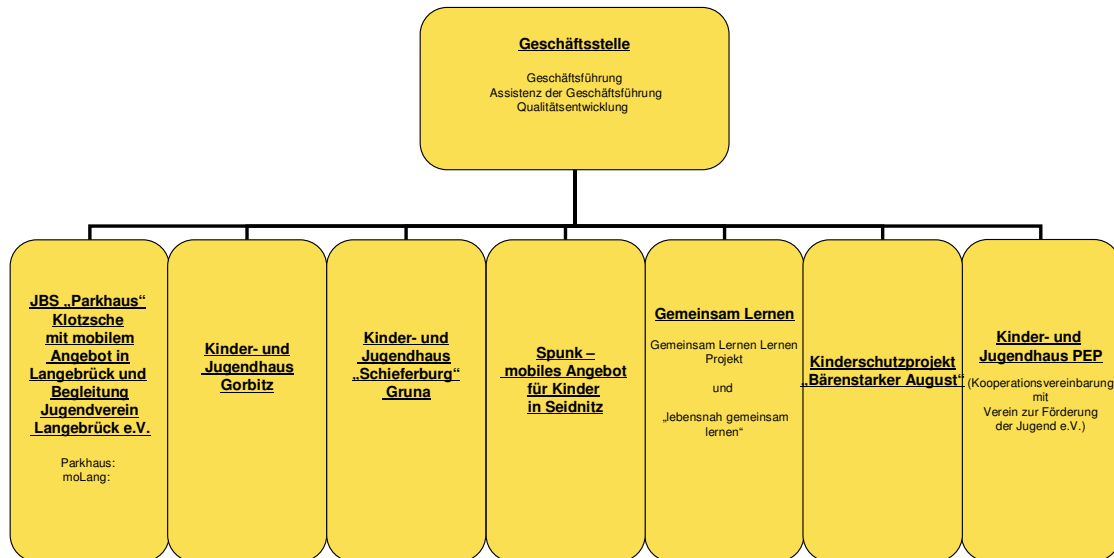 Geschäftsstelle
Geschäftsführung
Assistenz der Geschäftsführung
Qualitätsentwicklung
JBS „Parkhaus“
Klotzsche
mit mobilem
Angebot in
Langebrück und
Begleitung
Jugendverein
Langebrück e.V.
Parkhaus:
moLang:
Kinder- und
Jugendhaus
Gorbitz
Kinder- und
Jugendhaus
„Schieferburg“
Gruna
Spunk –
mobiles Angebot
für Kinder
in Seidnitz
Gemeinsam Lernen
Gemeinsam Lernen Lernen
Projekt
und
„lebensnah gemeinsam
lernen“
Kinderschutzprojekt
„Bärenstarker August“
Kinder- und
Jugendhaus PEP
(Kooperationsvereinbarung
mit
Verein zur Förderung
der Jugend e.V.)